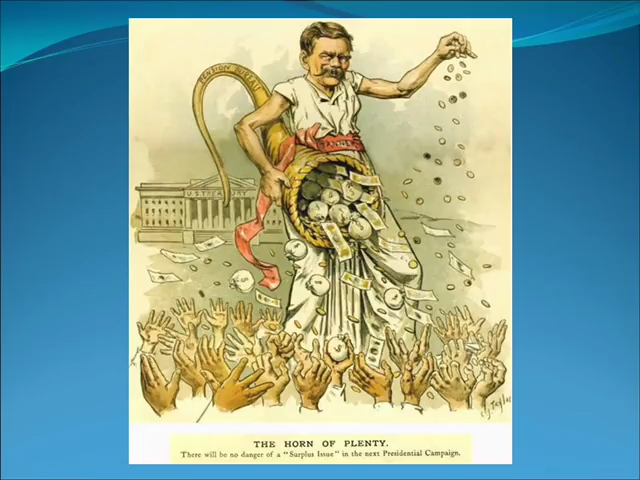 PENSION BUREAU
TANNER
U.S. TREASURY
$
THE HORN OF PLENTY.
There will be no danger of a "Surplus Issue" in the next Presidential Campaign.